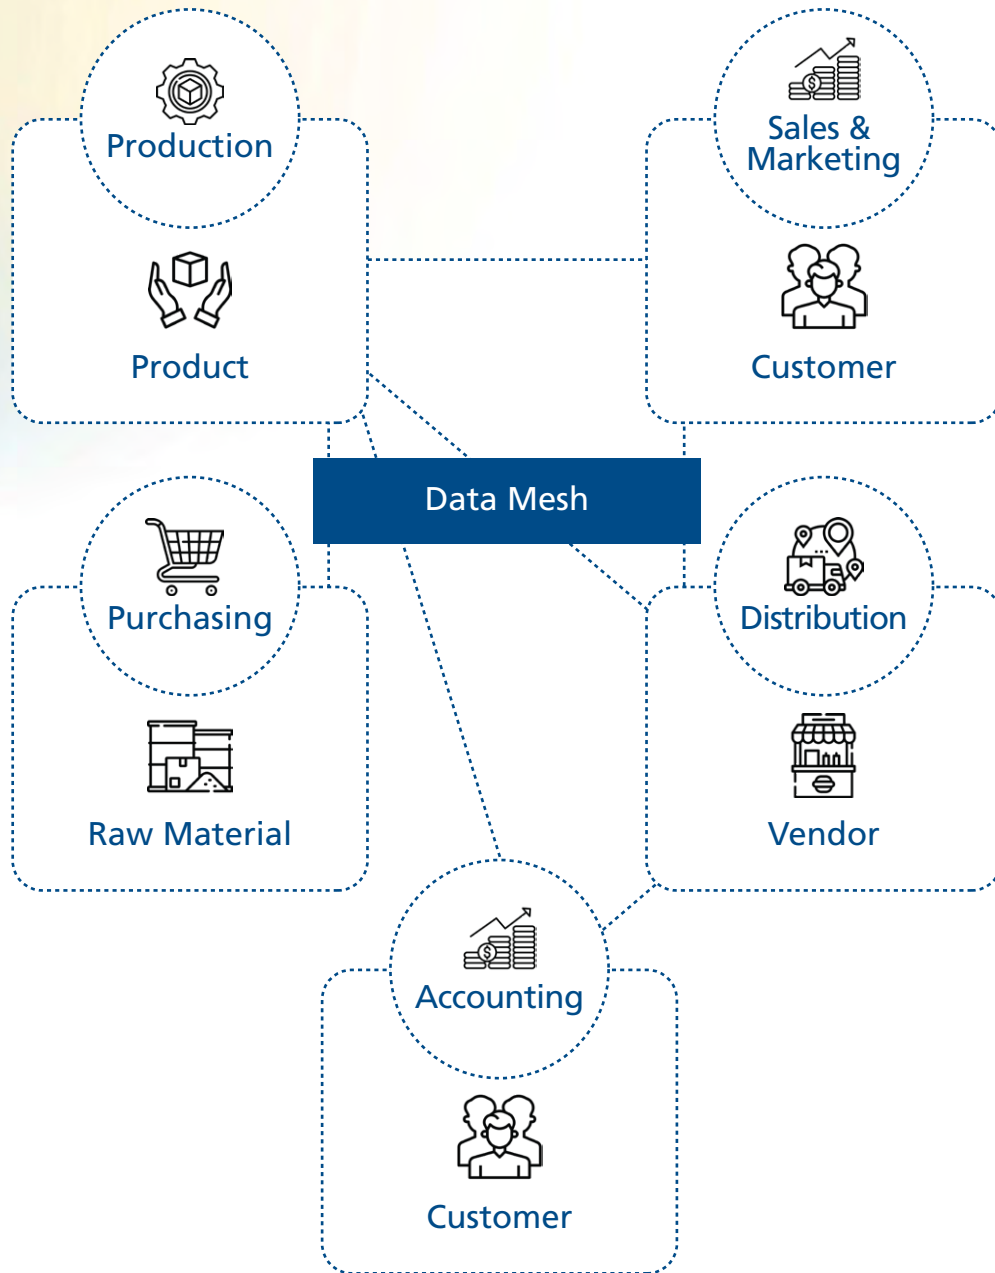 Production
Product
Sales &
Marketing
Customer
Data Mesh
Purchasing
Raw Material
Distribution
Vendor
Accounting
Customer